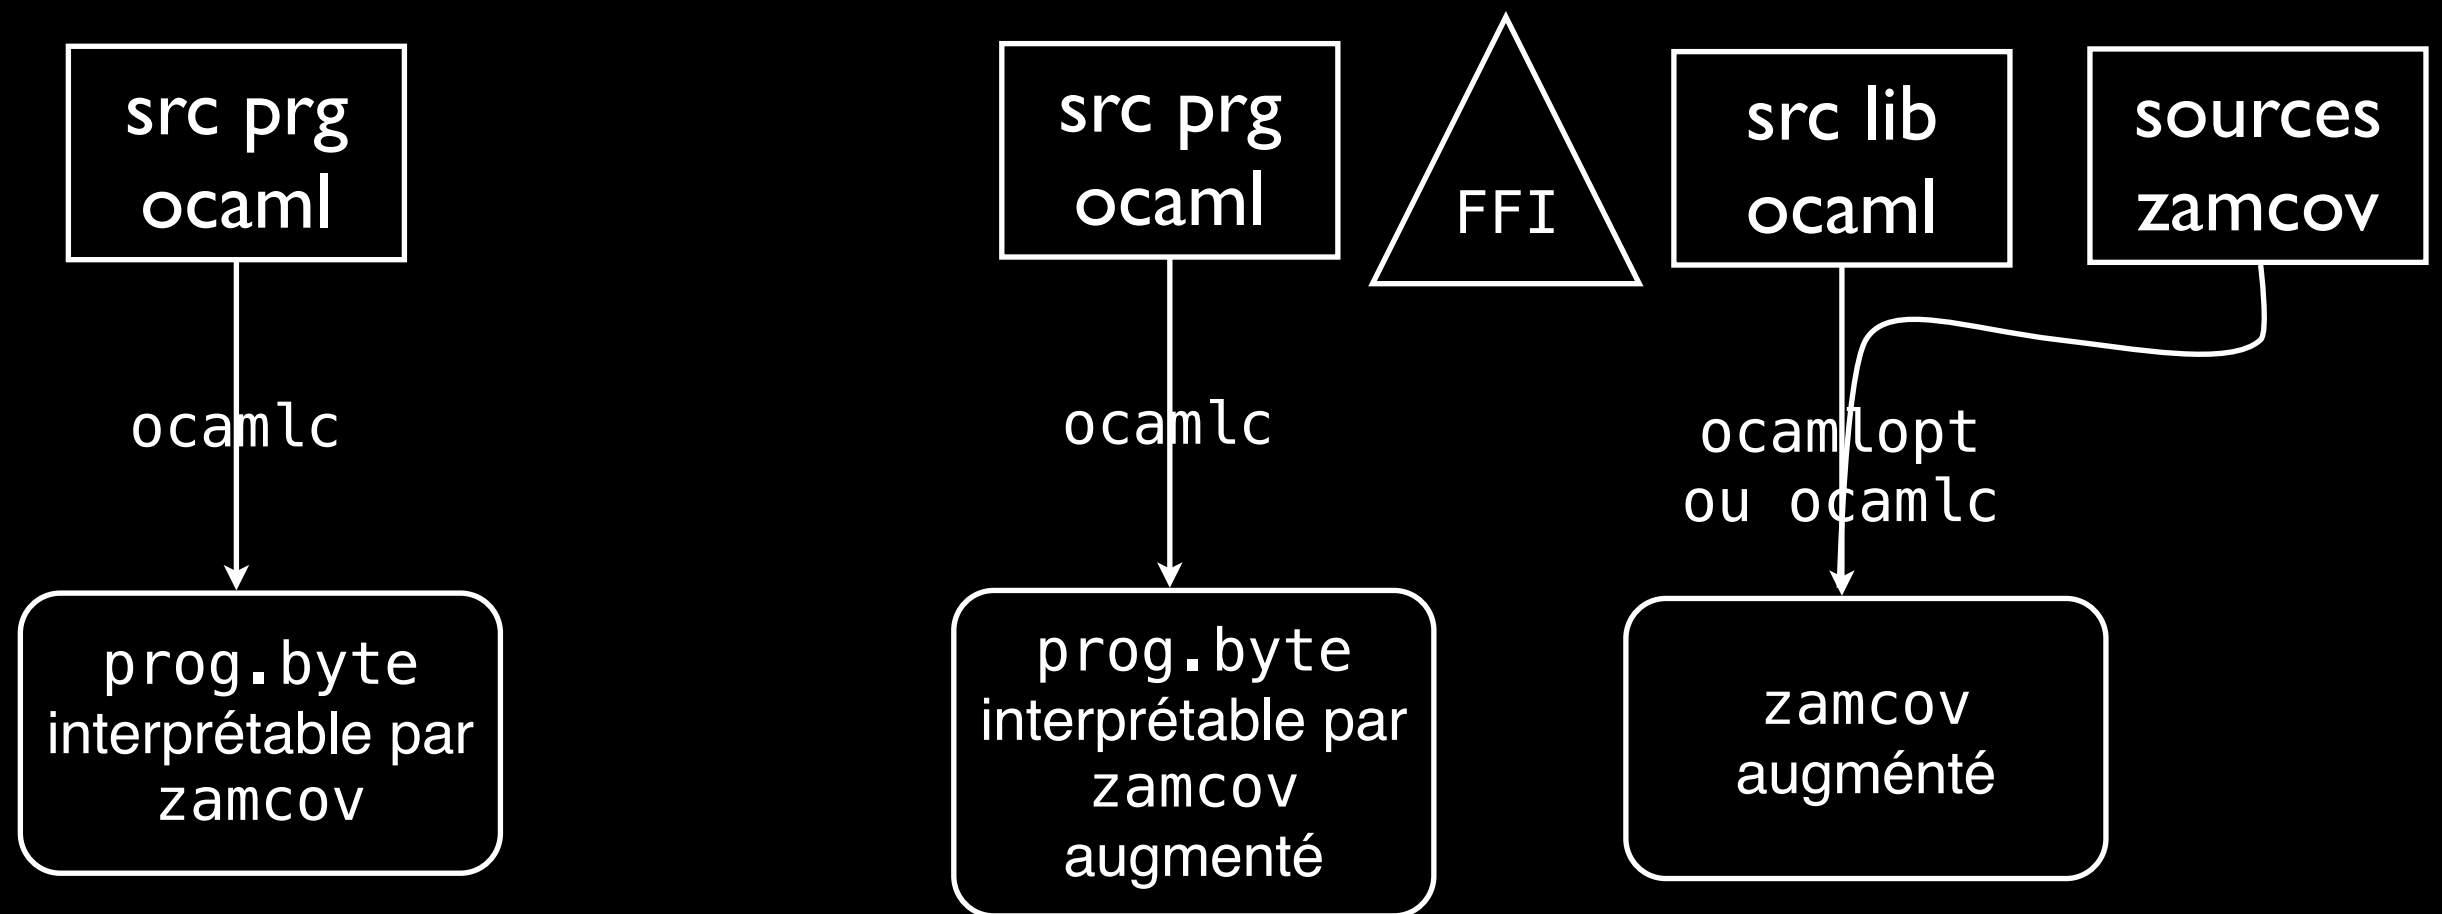 src prg
ocaml
ocamlc
prog.byte
interprétable par
zamcov
src prg
ocaml
ocamlc
prog.byte
interprétable par
zamcov
augmenté
FFI
src lib
ocaml
sources
zamcov
ocamlopt
ou ocamlc
zamcov
augménté